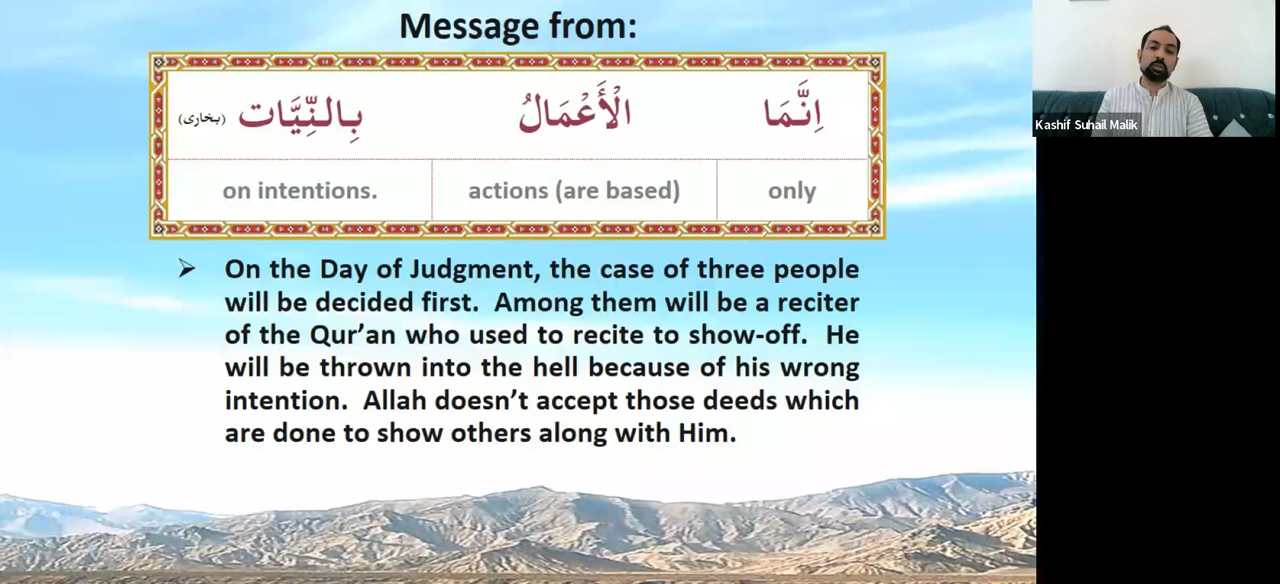 Message from:
اِنَّمَا الْأَعْمَالُ بِالنِّيَّات (بخاری)
on intentions. actions (are based) only
➢ On the Day of Judgment, the case of three people
will be decided first. Among them will be a reciter
of the Qur’an who used to recite to show-off. He
will be thrown into the hell because of his wrong
intention. Allah doesn’t accept those deeds which
are done to show others along with Him.
Kashif Suhail Malik